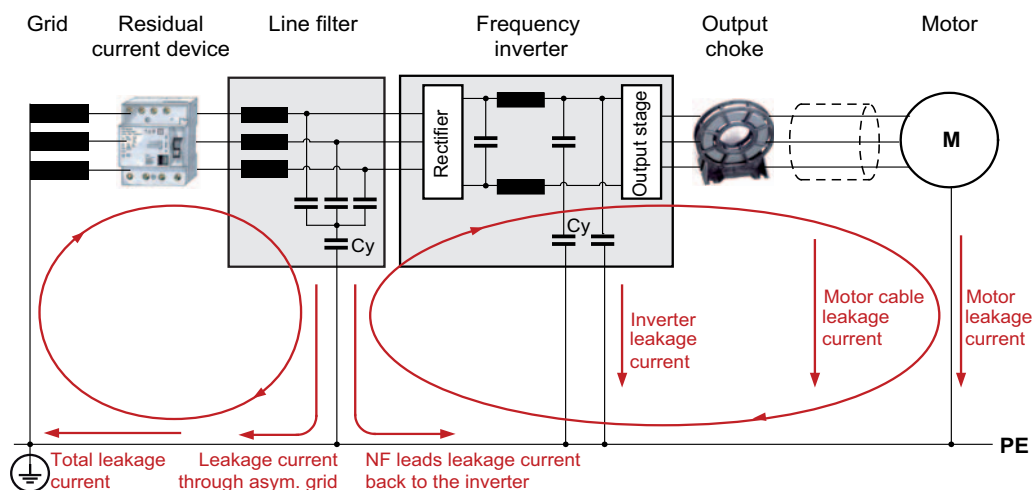 Grid
Residual
current device
Line filter
Frequency
inverter
Output
choke
Motor
Rectifier
Output stage
M
Cy
Cy
Inverter
leakage
current
Motor cable
leakage
current
Motor
leakage
current
PE
Total leakage
current
Leakage current
through asym. grid
NF leads leakage current
back to the inverter